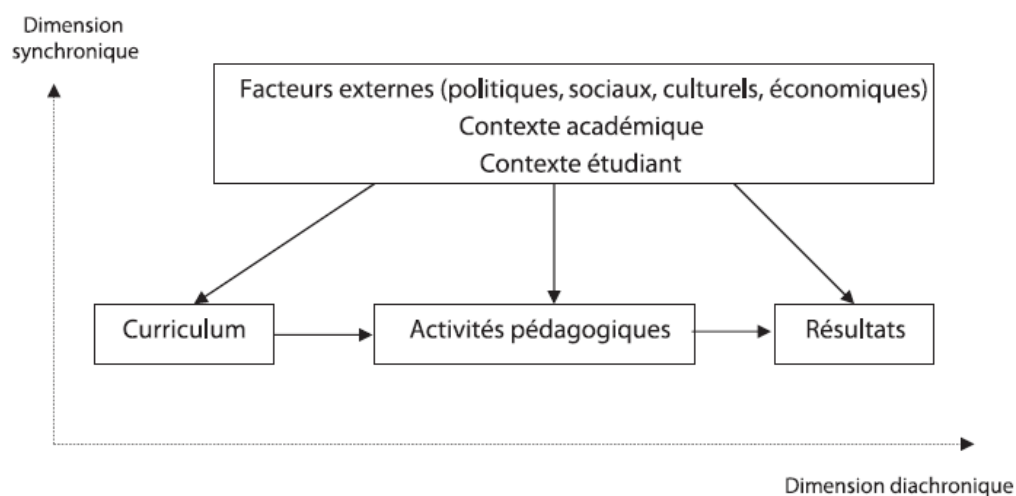 Dimension
synchronique
Facteurs externes (politiques, sociaux, culturels, économiques)
Contexte académique
Contexte étudiant
Curriculum
Activités pédagogiques
Résultats
Dimension diachronique